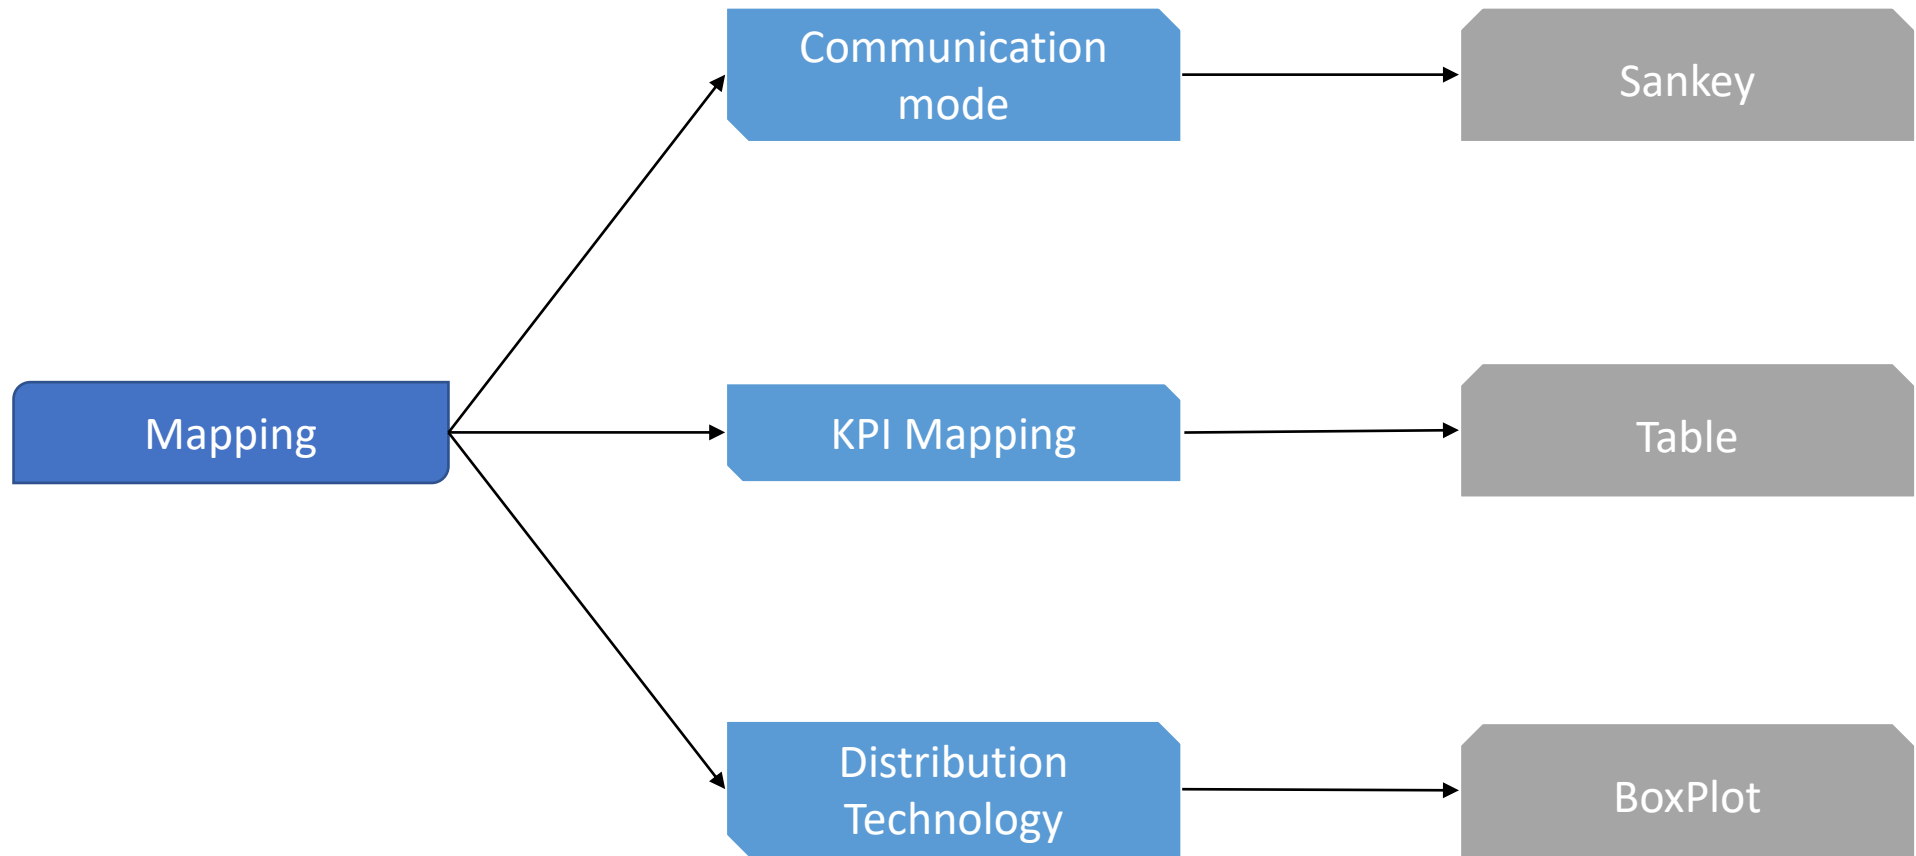 Communication
mode
Sankey
Mapping
KPI Mapping
Table
Distribution
Technology
BoxPlot